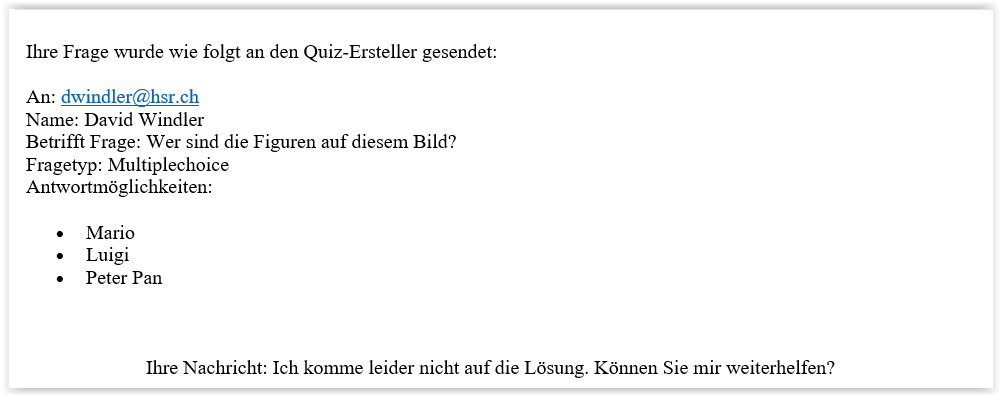 Ihre Frage wurde wie folgt an den Quiz-Ersteller gesendet:
An: dwindler@hsr.ch
Name: David Windler
Betrifft Frage: Wer sind die Figuren auf diesem Bild?
Fragetyp: Multiplechoice
Antwortmöglichkeiten:
• Mario
• Luigi
• Peter Pan
Ihre Nachricht: Ich komme leider nicht auf die Lösung. Können Sie mir weiterhelfen?